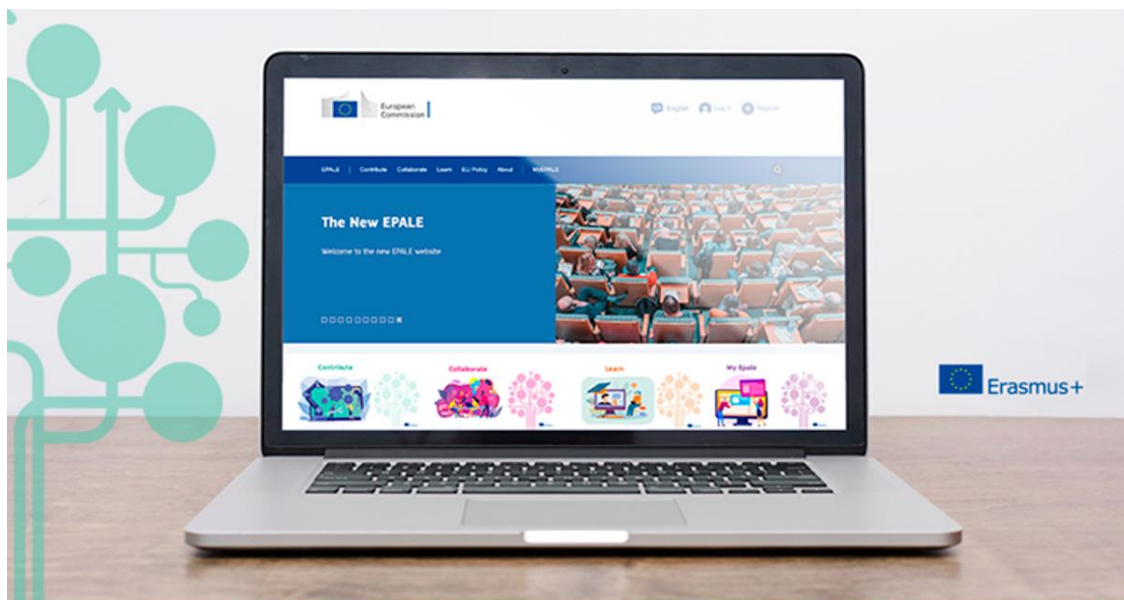 European
Commission
English Log in Register
EPALE | Contribute Collaborate Learn EU Policy About | MyEPALE
The New EPALE
Welcome to the new EPALE website
Contribute Collaborate Learn My Epale
Erasmus+